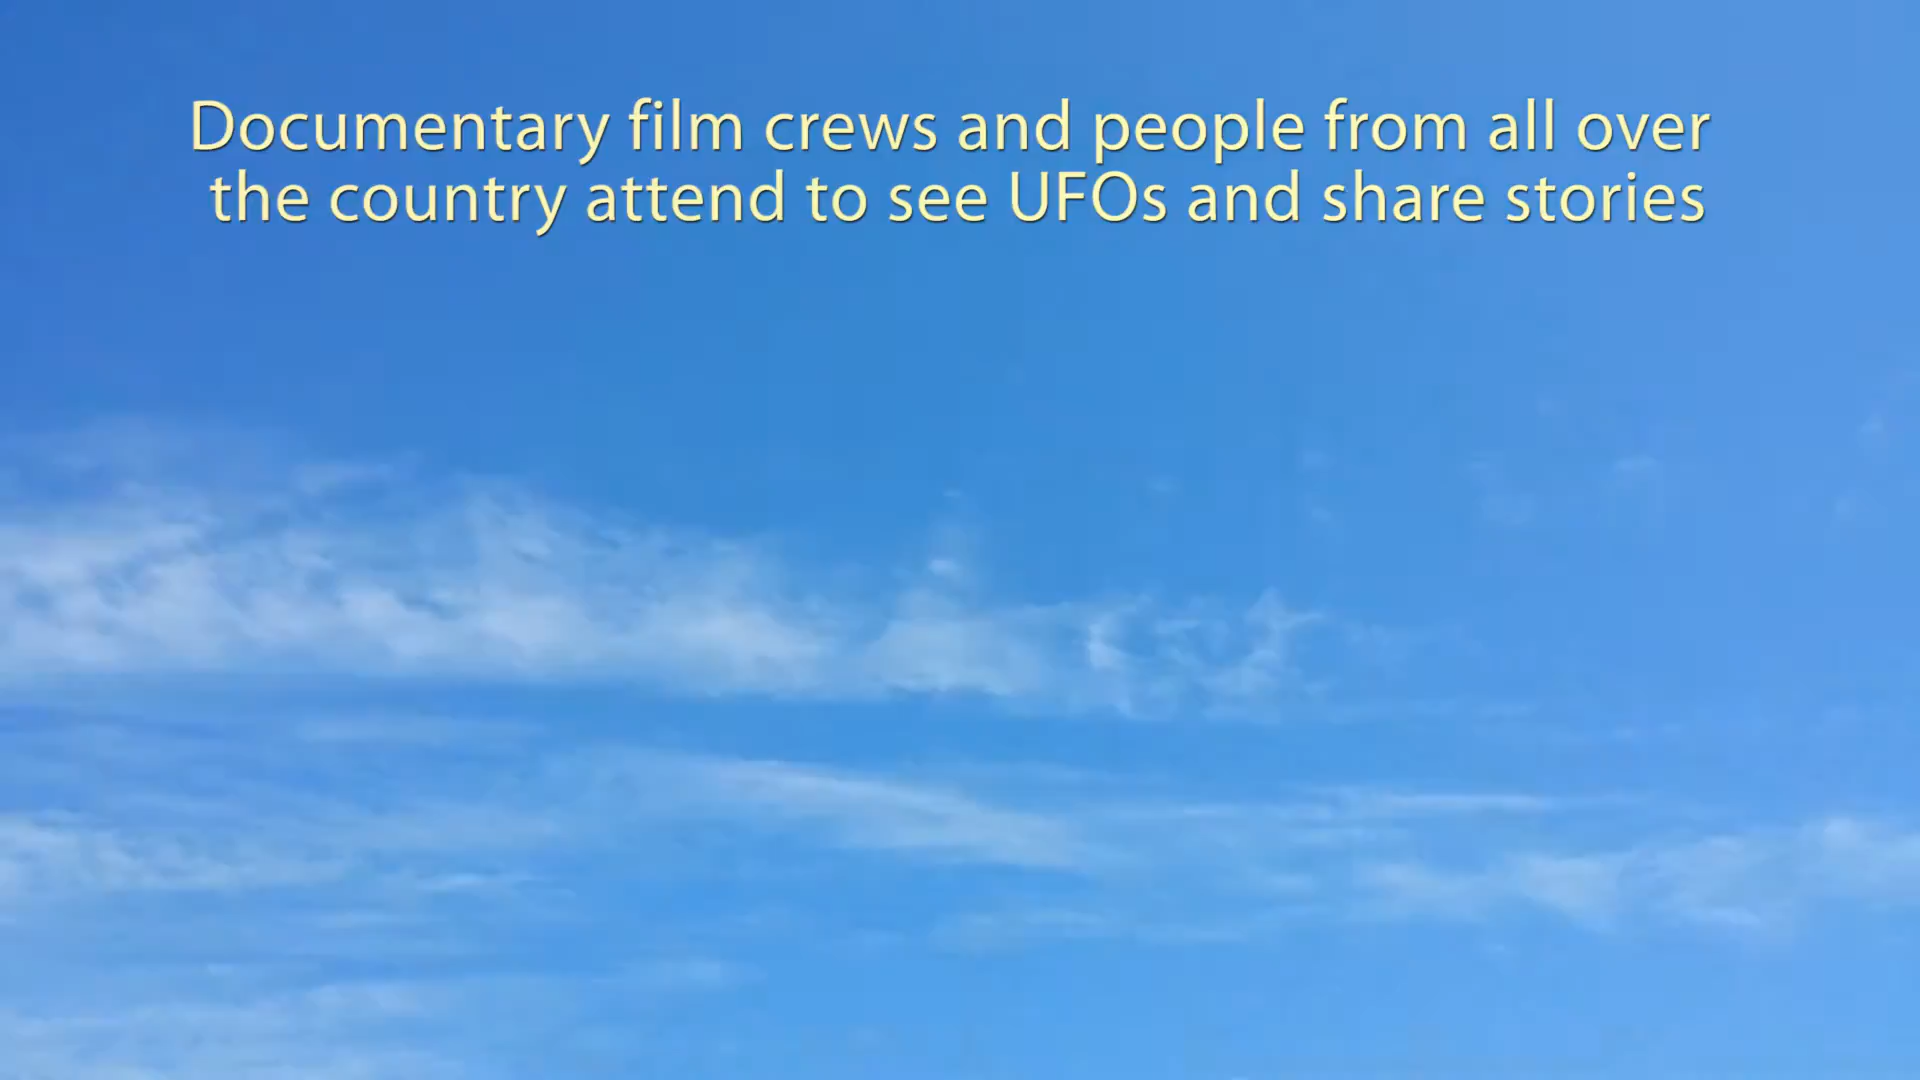 Documentary film crews and people from all over
the country attend to see UFOs and share stories